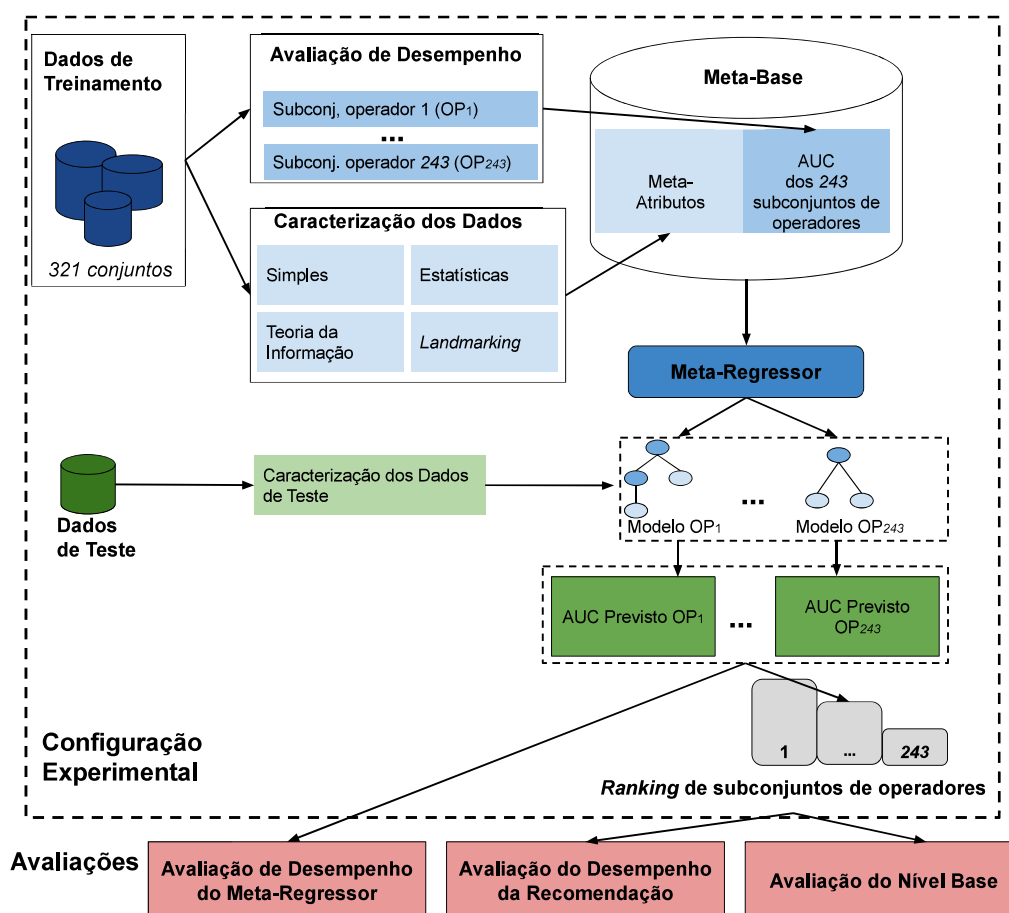 Dados de
Treinamento
321 conjuntos
Avaliação de Desempenho
Subconj, operador 1 (OP1)
...
Subconj. operador 243 (OP243)
Caracterização dos Dados
Simples
Estatísticas
Teoria da
Informação
Landmarking
Meta-Base
Meta-
Atributos
AUC
dos 243
subconjuntos de
operadores
Meta-Regressor
Dados
de Teste
Caracterização dos Dados
de Teste
...
Modelo OP1
Modelo OP243
AUC Previsto OP1
...
AUC Previsto
OP243
1
...
243
Ranking de subconjuntos de operadores
Configuração
Experimental
Avaliações
Avaliação de Desempenho
do Meta-Regressor
Avaliação do Desempenho
da Recomendação
Avaliação do Nível Base